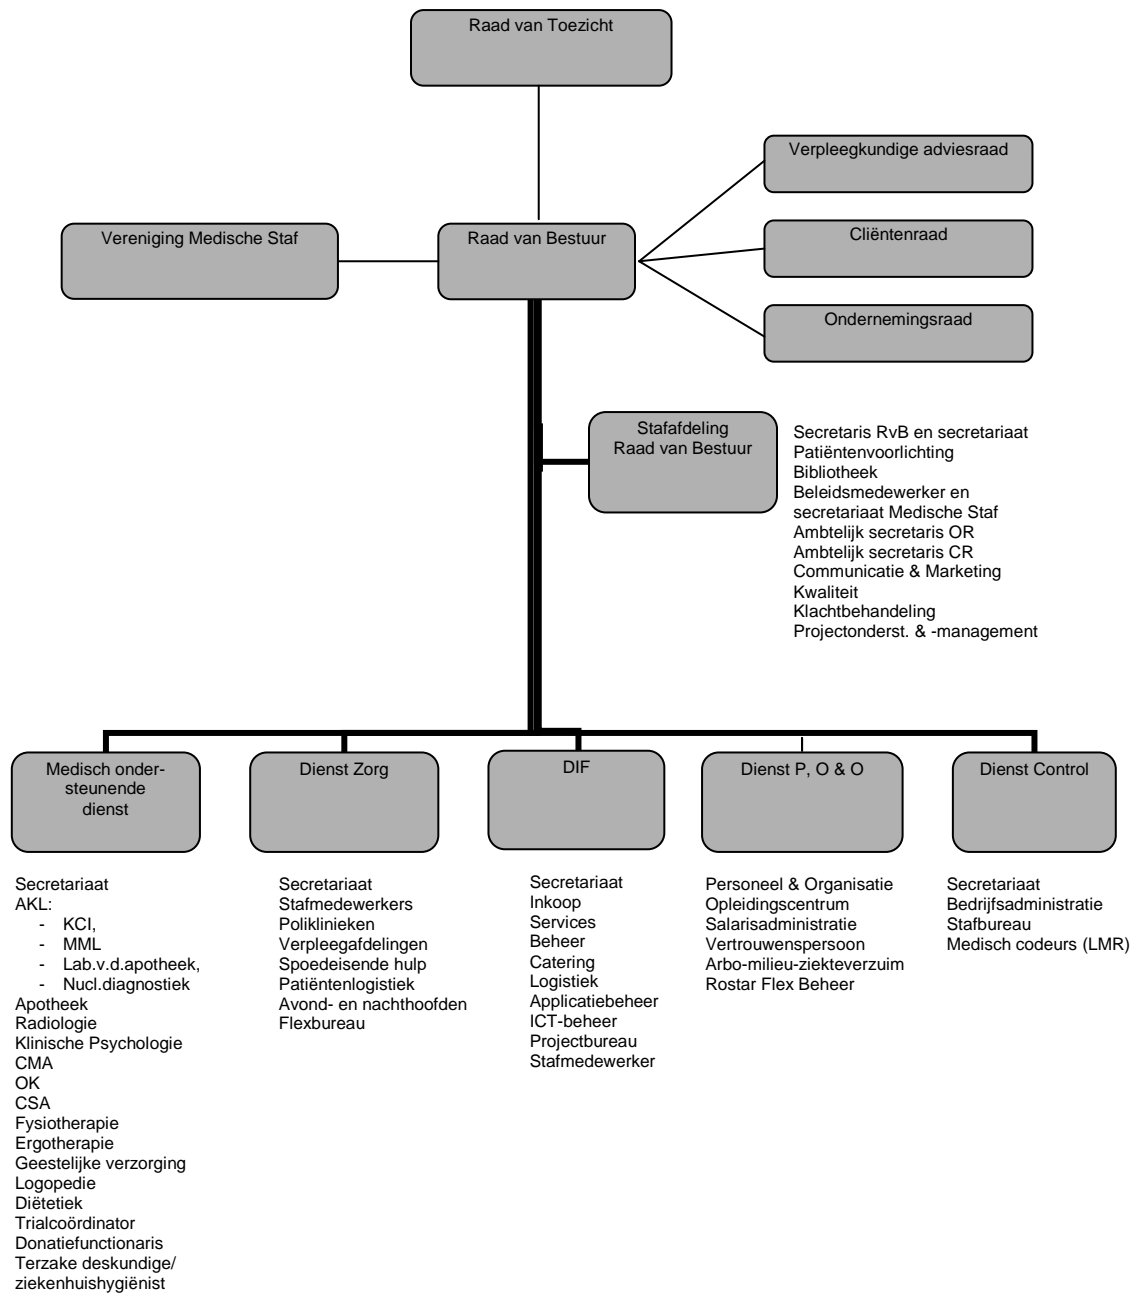 Raad van Toezicht
Verpleegkundige adviesraad
Vereniging Medische Staf
Raad van Bestuur
Cliëntenraad
Ondernemingsraad
Stafafdeling
Raad van Bestuur
Secretaris RvB en secretariaat
Patiëntenvoorlichting
Bibliotheek
Beleidsmedewerker en
secretariaat Medische Staf
Ambtelijk secretaris OR
Ambtelijk secretaris CR
Communicatie & Marketing
Kwaliteit
Klachtbehandeling
Projectonderst. & -management
Medisch onder-
steunende
dienst
Dienst Zorg
DIF
Dienst P, O & O
Dienst Control
Secretariaat
AKL:
- KCI,
- MML
- Lab.v.d.apotheek,
- Nucl.diagnostiek
Apotheek
Radiologie
Klinische Psychologie
CMA
OK
CSA
Fysiotherapie
Ergotherapie
Geestelijke verzorging
Logopedie
Diëtetiek
Trialcoördinator
Donatiefunctionaris
Terzake deskundige/
ziekenhuishygiënist
Secretariaat
Stafmedewerkers
Poliklinieken
Verpleegafdelingen
Spoedeisende hulp
Patiëntenlogistiek
Avond- en nachthoofden
Flexbureau
Secretariaat
Inkoop
Services
Beheer
Catering
Logistiek
Applicatiebeheer
ICT-beheer
Projectbureau
Stafmedewerker
Personeel & Organisatie
Opleidingscentrum
Salarisadministratie
Vertrouwenspersoon
Arbo-milieu-ziekteverzuim
Rostar Flex Beheer
Secretariaat
Bedrijfsadministratie
Stafbureau
Medisch codeurs (LMR)